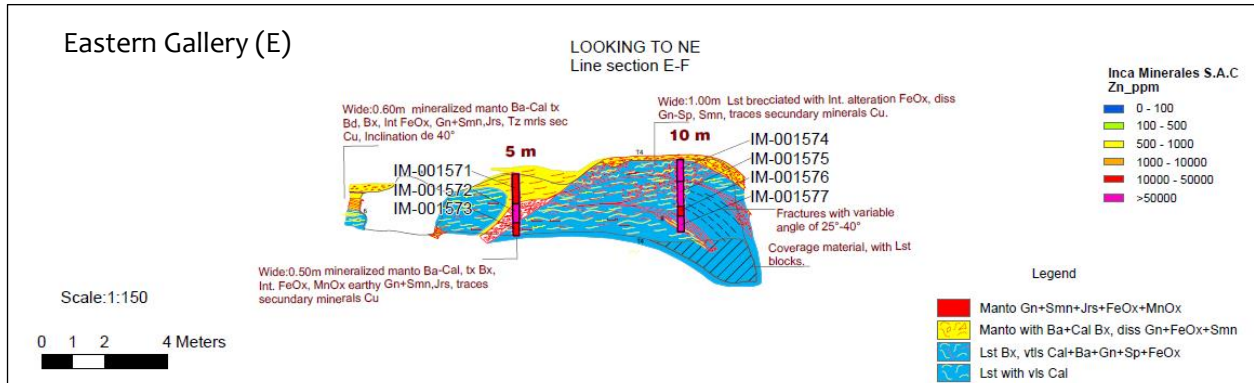 Eastern Gallery (E)
LOOKING TO NE
Line section E-F
Inca Minerales S.A.C
Zn_ppm
0 - 100
100 - 500
500 - 1000
1000 - 10000
10000 - 50000
>50000
Wide:0.60m mineralized manto Ba-Cal tx
Bd. Bx, Int FeOx, Gn+Smn,Jrs, Tz mrls sec
Cu, Inclination de 40°
Wide:1.00m Lst brecciated with Int. alteration FeOx, diss
Gn-Sp, Smn, traces secondary minerals Cu.
5 m
10 m
IM-001571
IM-001572
IM-001573
IM-001574
IM-001575
IM-001576
IM-001577
Fractures with variable
angle of 25°-40°
Coverage material, with Lst
blocks.
Wide:0.50m mineralized manto Ba-Cal, tx Bx,
Int. FeOx, MnOx earthy Gn+Smn,Jrs, traces
secundary minerals Cu
Scale:1:150
0 1 2 4 Meters
Legend
Manto Gn+Smn+Jrs+FeOx+MnOx
Manto with Ba+Cal Bx, diss Gn+FeOx+Smn
Lst Bx, vtls Cal+Ba+Gn+Sp+FeOx
Lst with vls Cal